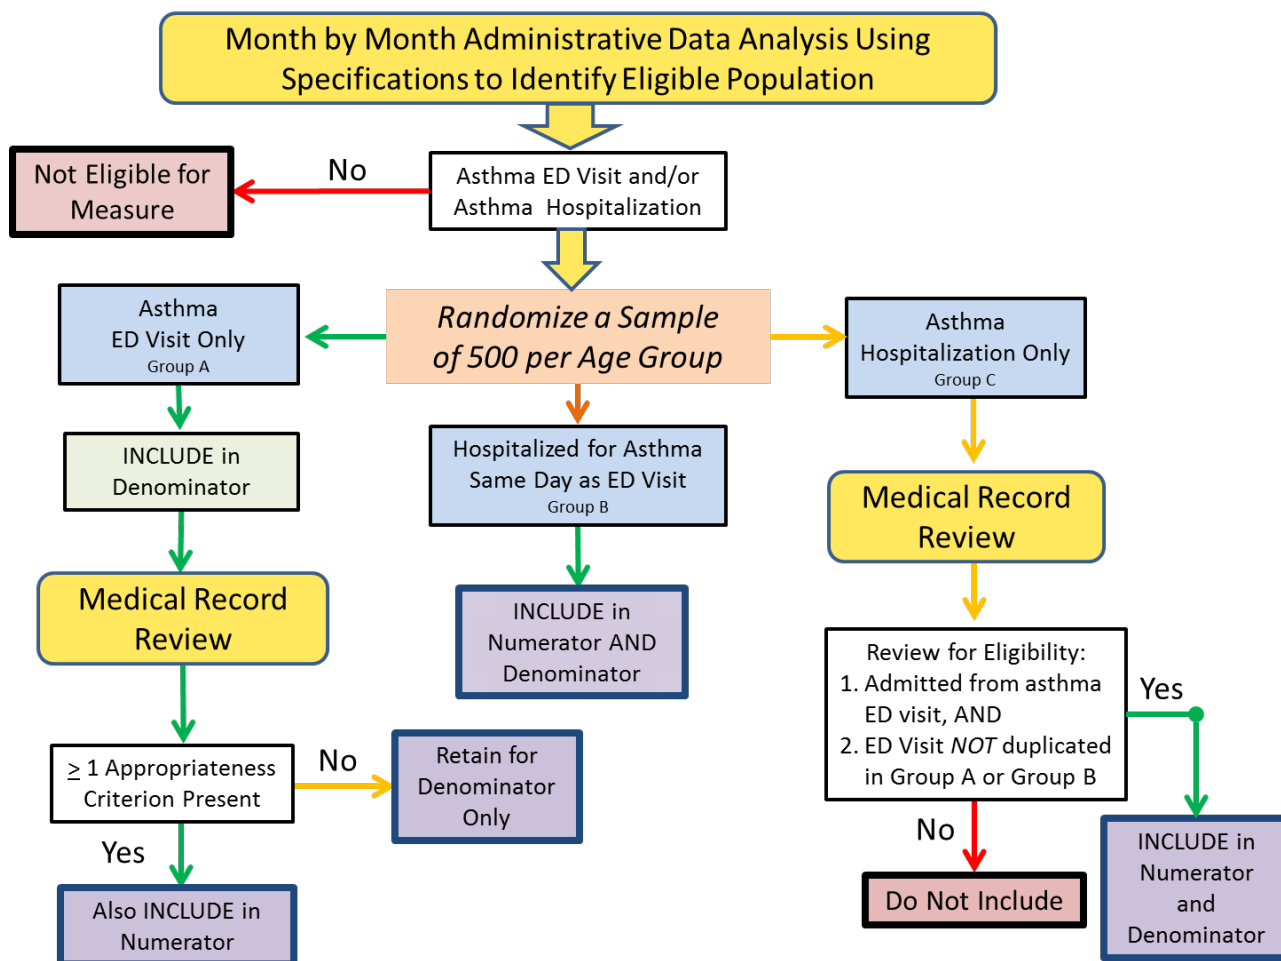 Month by Month Administrative Data Analysis Using
Specifications to Identify Eligible Population
No
Not Eligible for
Measure
Asthma ED Visit and/or
Asthma Hospitalization
Asthma
ED Visit Only
Group A
Randomize a Sample
of 500 per Age Group
Asthma
Hospitalization Only
Group C
INCLUDE in
Denominator
Hospitalized for Asthma
Same Day as ED Visit
Group B
Medical Record
Review
Medical Record
Review
INCLUDE in
Numerator AND
Denominator
Review for Eligibility:
1. Admitted from asthma
ED visit, AND
2. ED Visit NOT duplicated
in Group A or Group B
Yes
≥ 1 Appropriateness
Criterion Present
No
Retain for
Denominator
Only
Yes
No
Also INCLUDE in
Numerator
Do Not Include
INCLUDE in
Numerator
and
Denominator